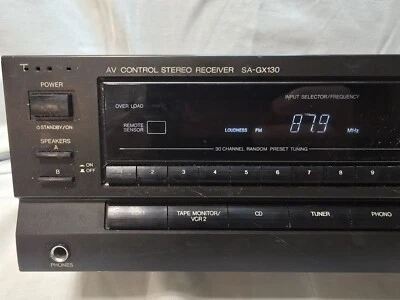 AV CONTROL STEREO RECEIVER SA-GX130
POWER
STANDBY/ON
INPUT SELECTOR/FREQUENCY
OVER LOAD
REMOTE SENSOR
LOUDNESS FM 87.9 MHz
SPEAKERS
A
ON
OFF
B
30 CHANNEL RANDOM PRESET TUNING
1 2 3 4 5 6 7 8 9
TAPE MONITOR/
VCR 2
CD
TUNER
PHONO
PHONES